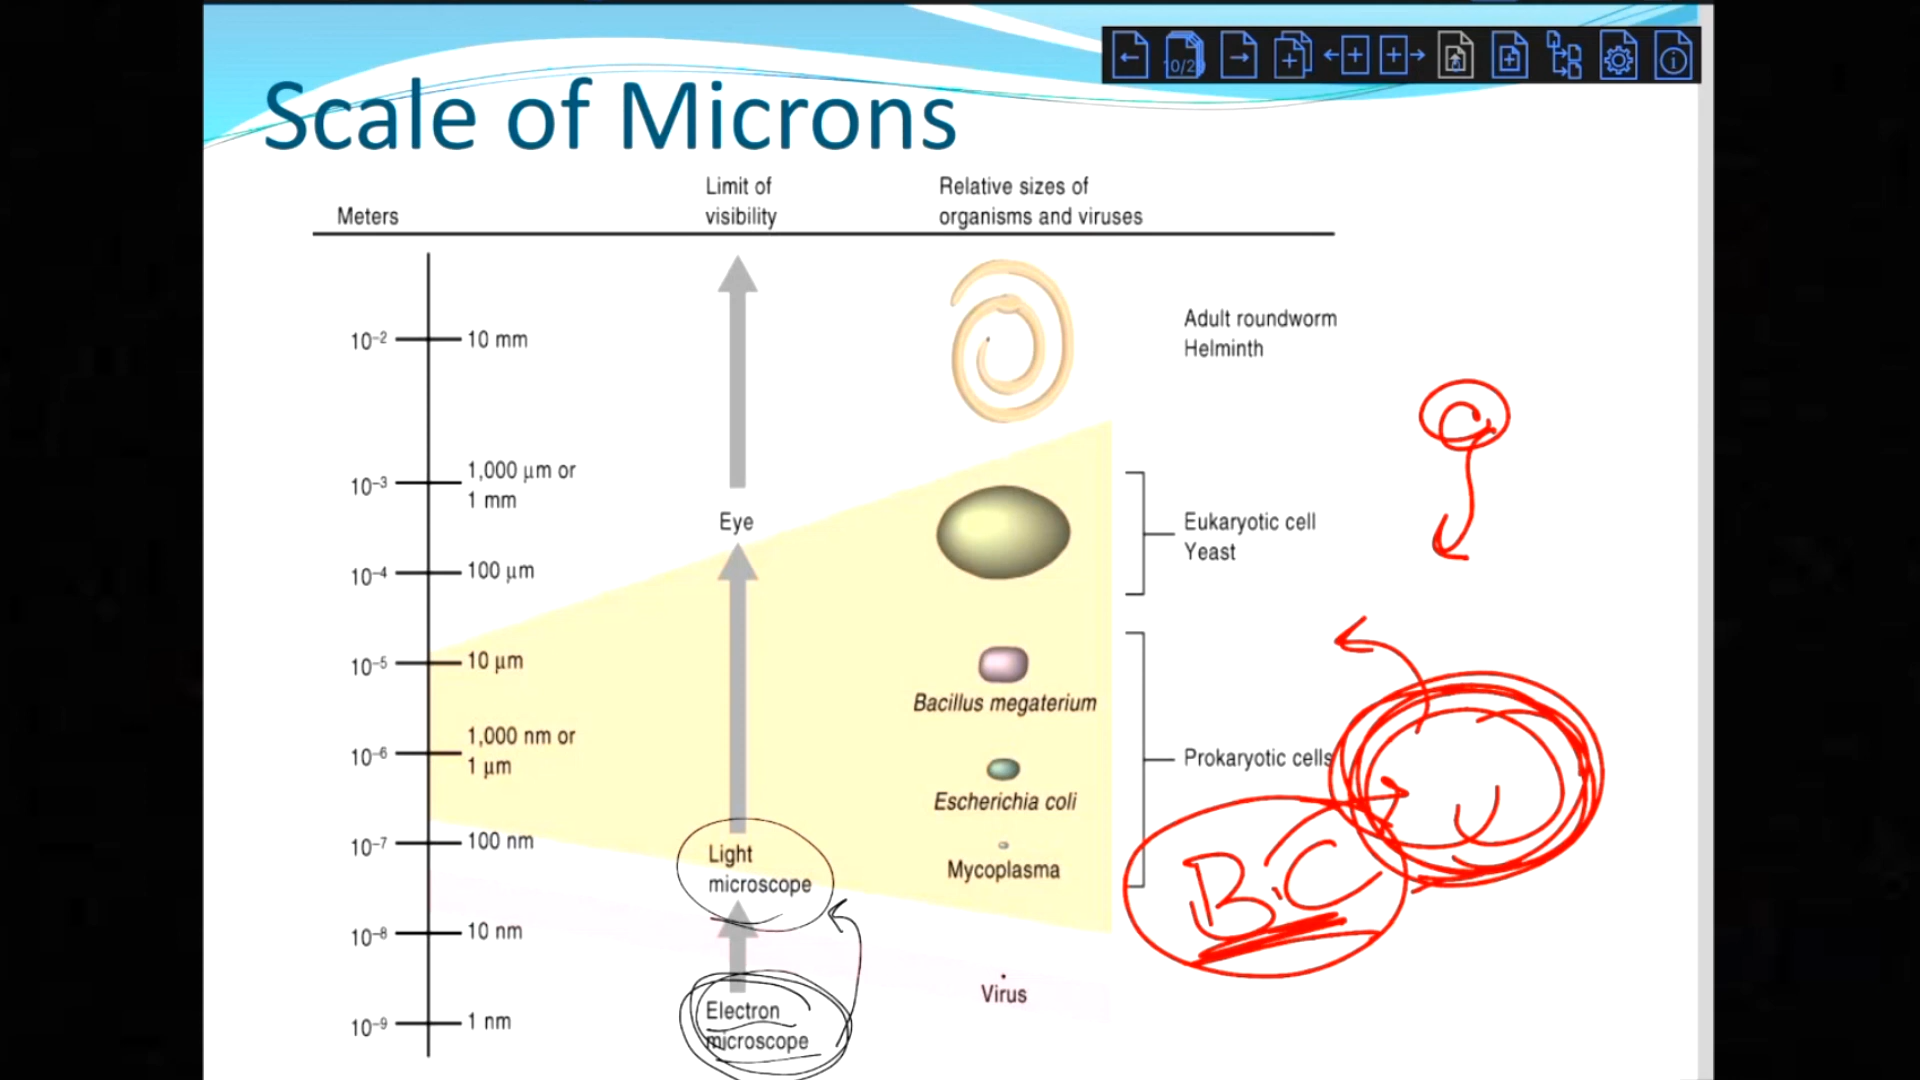 10/2
Scale of Microns
Meters
Limit of
visibility
Relative sizes of
organisms and viruses
10⁻² 10 mm
Adult roundworm
Helminth
10⁻³ 1,000 µm or
1 mm
Eye
Eukaryotic cell
Yeast
10⁻⁴ 100 µm
10⁻⁵ 10 µm
Bacillus megaterium
10⁻⁶ 1,000 nm or
1 µm
Prokaryotic cells
Escherichia coli
10⁻⁷ 100 nm
Light
microscope
Mycoplasma
B.C
10⁻⁸ 10 nm
Virus
10⁻⁹ 1 nm
Electron
microscope